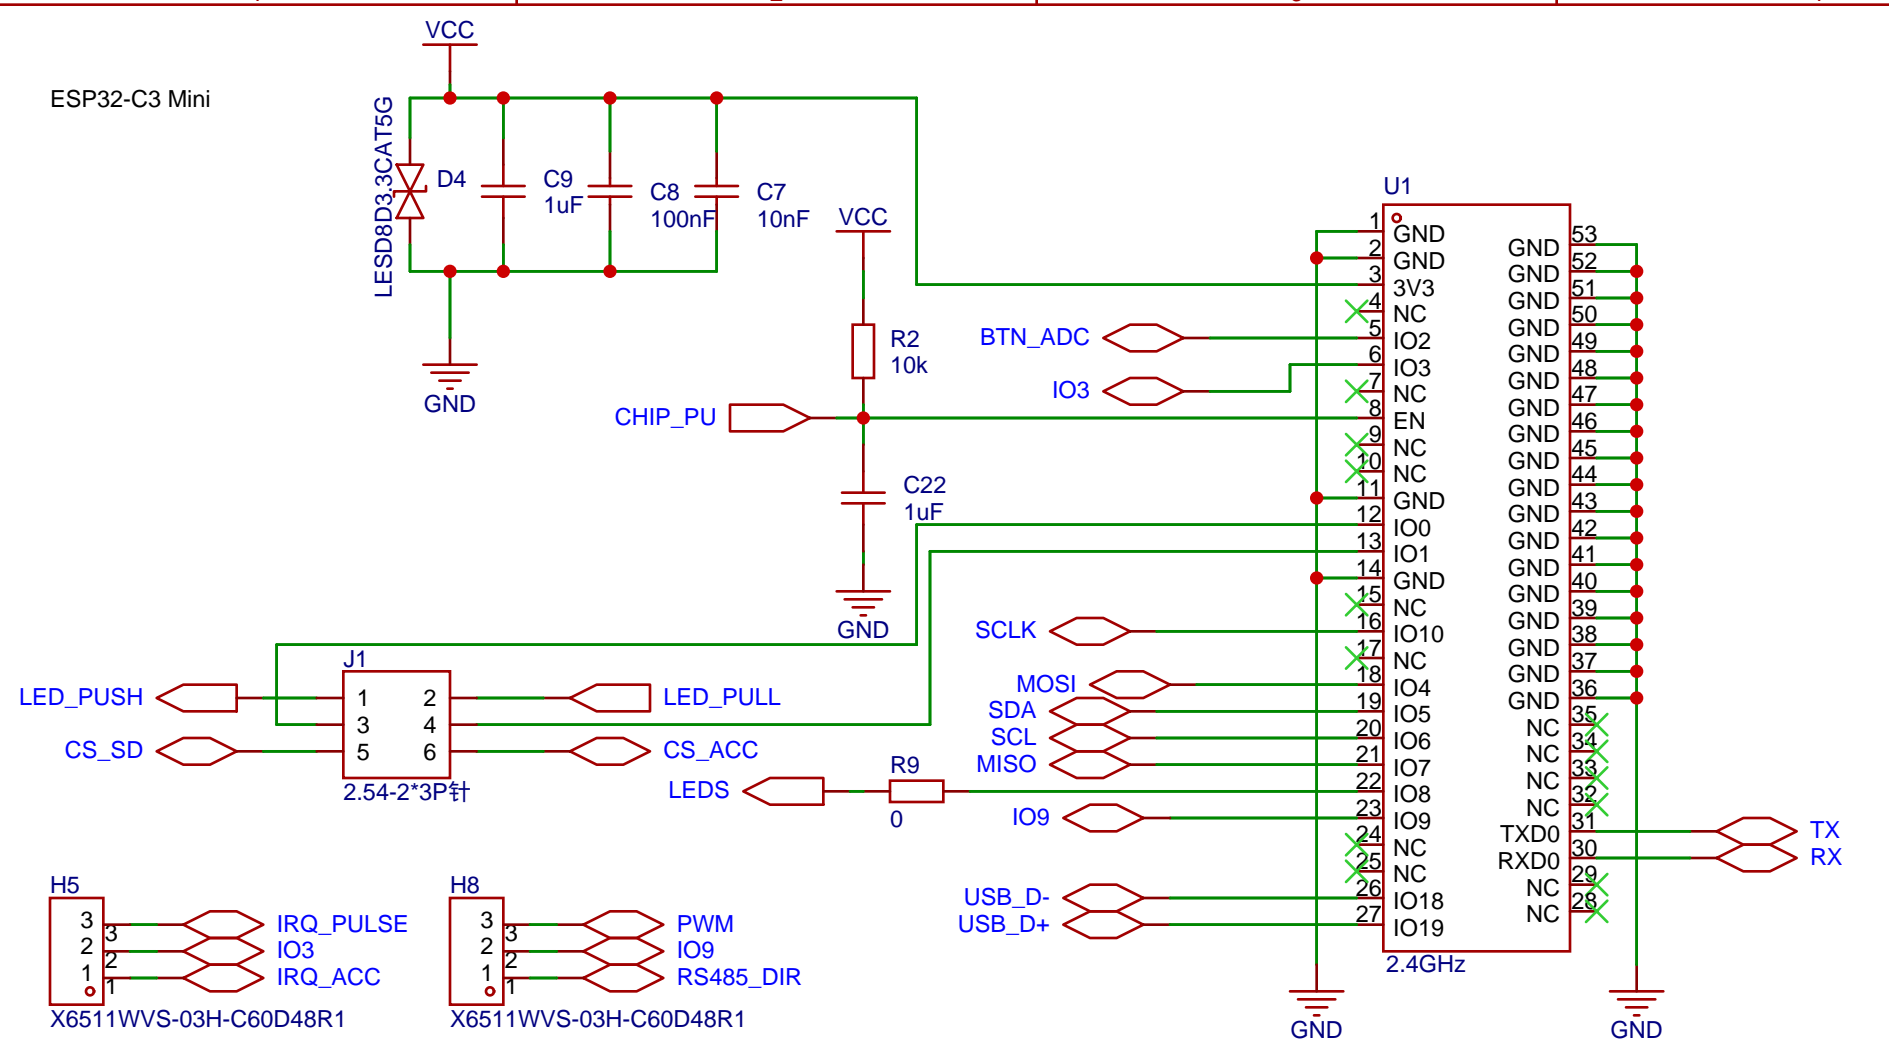 VCC
ESP32-C3 Mini
LESD8D3.3CAT5G
D4
C9
1uF
C8
100nF
C7
10nF
GND
VCC
R2
10k
CHIP_PU
C22
1uF
GND
BTN_ADC
IO3
SCLK
MOSI
SDA
SCL
MISO
LEDS
R9
0
IO9
USB_D-
USB_D+
J1
LED_PUSH
1
2
LED_PULL
3
4
CS_SD
5
6
CS_ACC
2.54-2*3P针
H5
3
3
IRQ_PULSE
2
2
IO3
1
1
IRQ_ACC
X6511WVS-03H-C60D48R1
H8
3
3
PWM
2
2
IO9
1
1
RS485_DIR
X6511WVS-03H-C60D48R1
U1
1 GND
2 GND
3 3V3
4 NC
5 IO2
6 IO3
7 NC
8 EN
9 NC
10 NC
11 GND
12 IO0
13 IO1
14 GND
15 NC
16 IO10
17 NC
18 IO4
19 IO5
20 IO6
21 IO7
22 IO8
23 IO9
24 NC
25 NC
26 IO18
27 IO19
GND 53
GND 52
GND 51
GND 50
GND 49
GND 48
GND 47
GND 46
GND 45
GND 44
GND 43
GND 42
GND 41
GND 40
GND 39
GND 38
GND 37
GND 36
NC 35
NC 34
NC 33
NC 32
TXD0 31
RXD0 30
NC 29
NC 28
TX
RX
2.4GHz
GND
GND